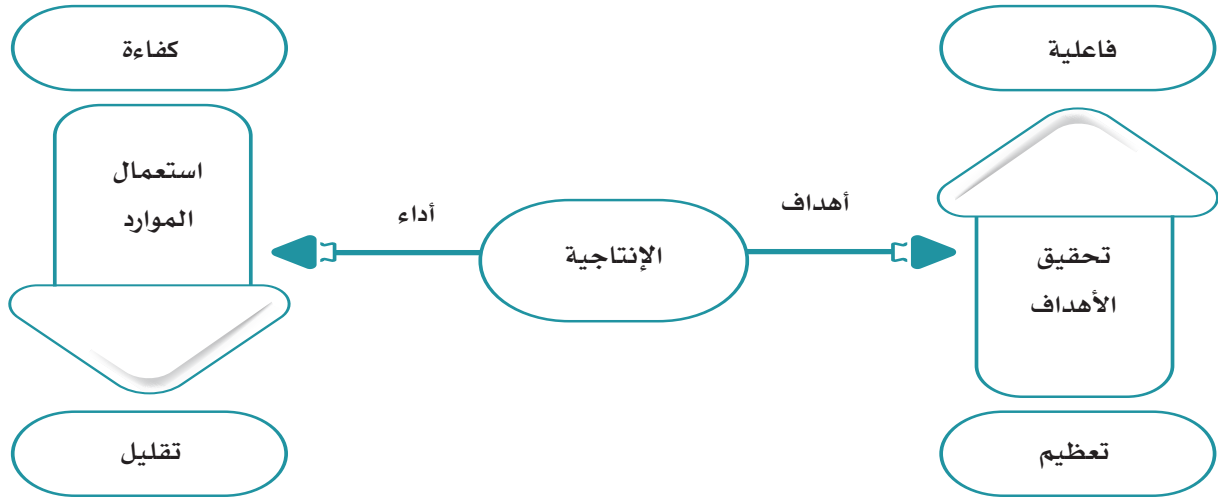 فاعلية
كفاءة
تحقيق
الأهداف
أهداف
الإنتاجية
أداء
استعمال
الموارد
تعظيم
تقليل